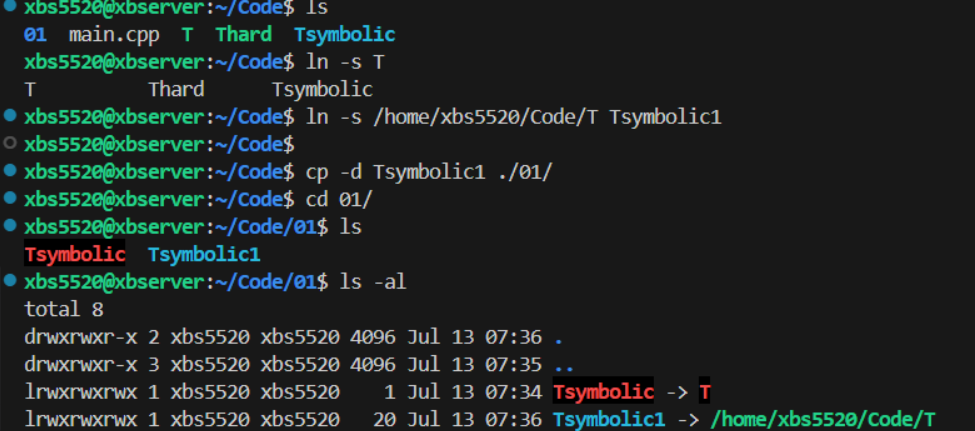 xbs5520@xbserver:~/Code$ ls
01  main.cpp  T  Thard  Tsymbolic
xbs5520@xbserver:~/Code$ ln -s T
T          Thard      Tsymbolic
xbs5520@xbserver:~/Code$ ln -s /home/xbs5520/Code/T Tsymbolic1
xbs5520@xbserver:~/Code$
xbs5520@xbserver:~/Code$ cp -d Tsymbolic1 ./01/
xbs5520@xbserver:~/Code$ cd 01/
xbs5520@xbserver:~/Code/01$ ls
Tsymbolic  Tsymbolic1
xbs5520@xbserver:~/Code/01$ ls -al
total 8
drwxrwxr-x 2 xbs5520 xbs5520 4096 Jul 13 07:36 .
drwxrwxr-x 3 xbs5520 xbs5520 4096 Jul 13 07:35 ..
lrwxrwxrwx 1 xbs5520 xbs5520    1 Jul 13 07:34 Tsymbolic -> T
lrwxrwxrwx 1 xbs5520 xbs5520   20 Jul 13 07:36 Tsymbolic1 -> /home/xbs5520/Code/T